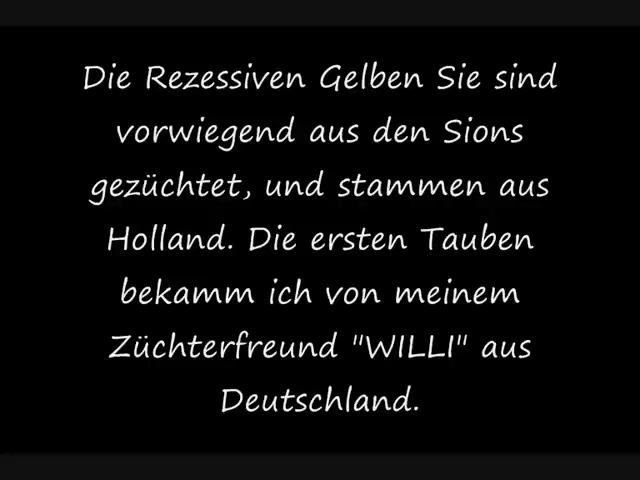 Die Rezessiven Gelben Sie sind
vorwiegend aus den Sions
gezüchtet, und stammen aus
Holland. Die ersten Tauben
bekamm ich von meinem
Züchterfreund "WILLI" aus
Deutschland.